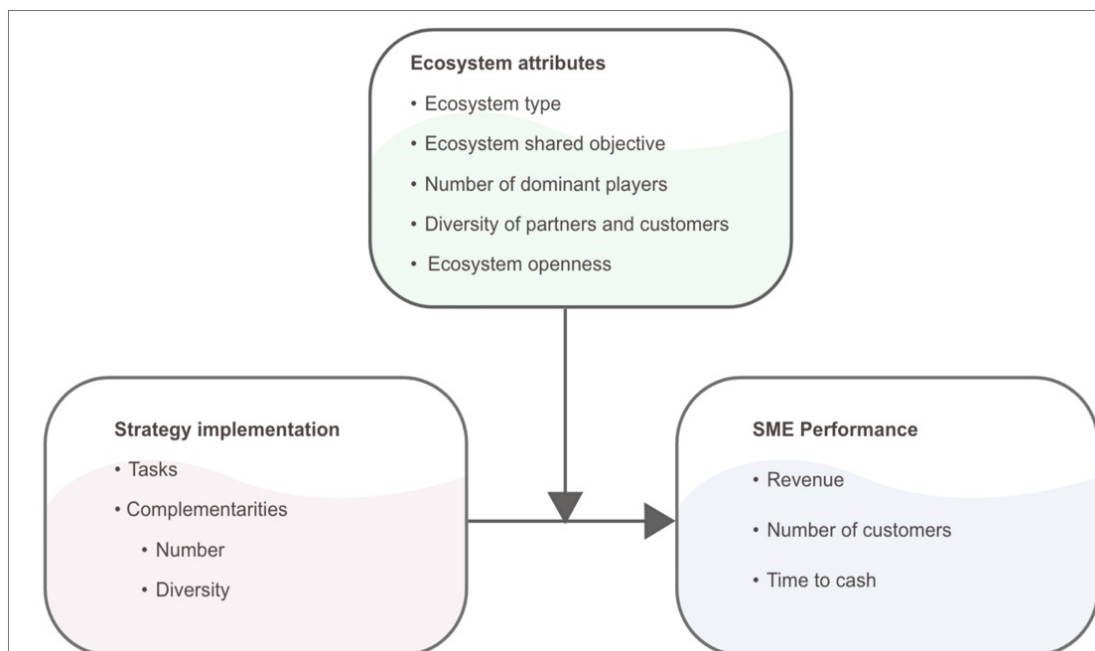 Ecosystem attributes
• Ecosystem type
• Ecosystem shared objective
• Number of dominant players
• Diversity of partners and customers
• Ecosystem openness
Strategy implementation
• Tasks
• Complementarities
• Number
• Diversity
SME Performance
• Revenue
• Number of customers
• Time to cash